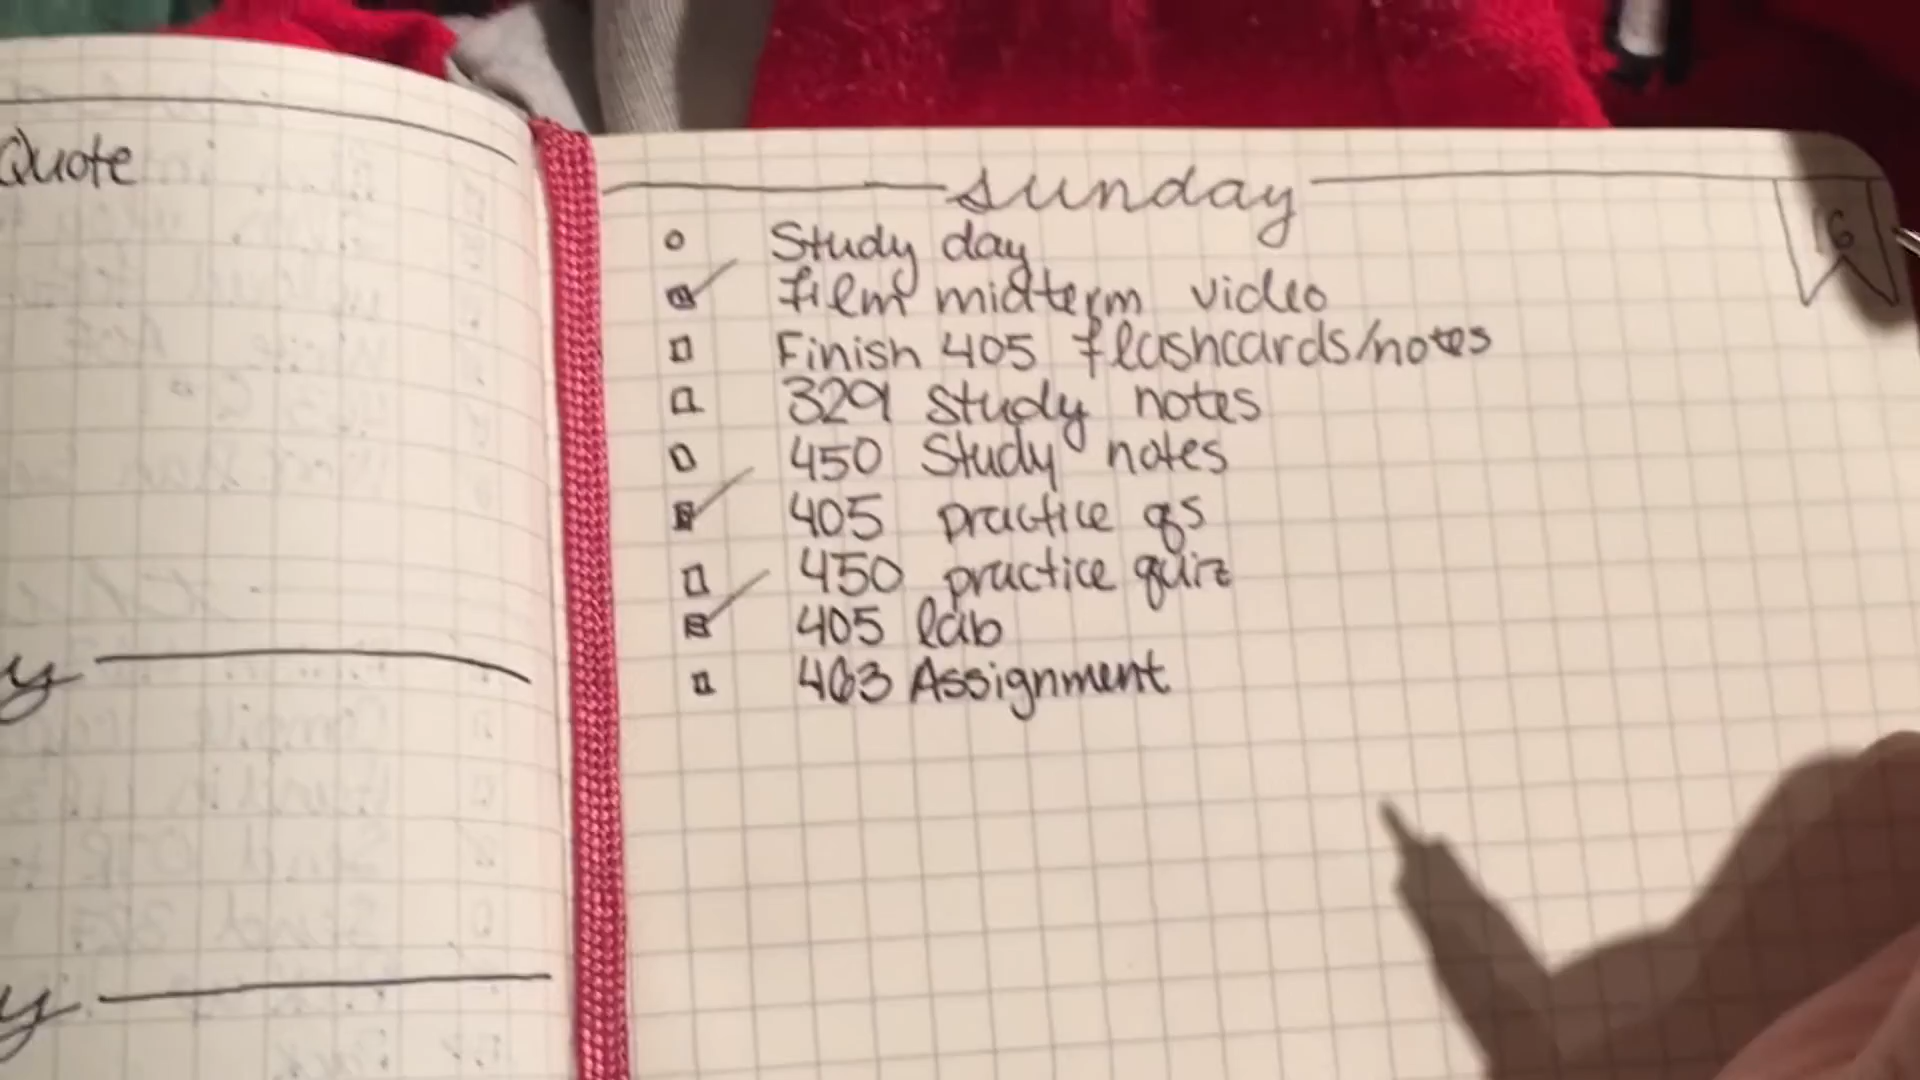 Quote
sunday
16
Study day
film midterm video
Finish 405 flashcards/notes
329 study notes
450 Study notes
405 practice qs
450 practice quiz
405 lab
463 Assignment
y
y